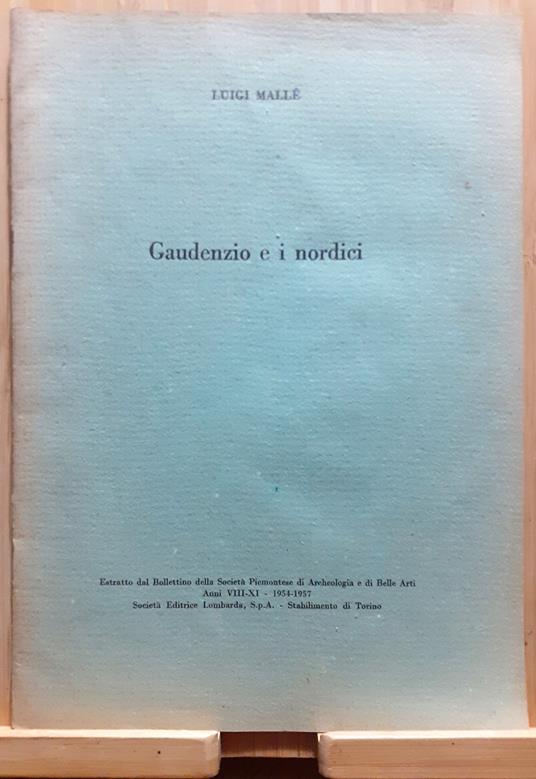 LUIGI MALLÉ
Gaudenzio e i nordici
Estratto dal Bollettino della Società Piemontese di Archeologia e di Belle Arti
Anni VIII-XI - 1954-1957
Società Editrice Lombarda, S.p.A. - Stabilimento di Torino